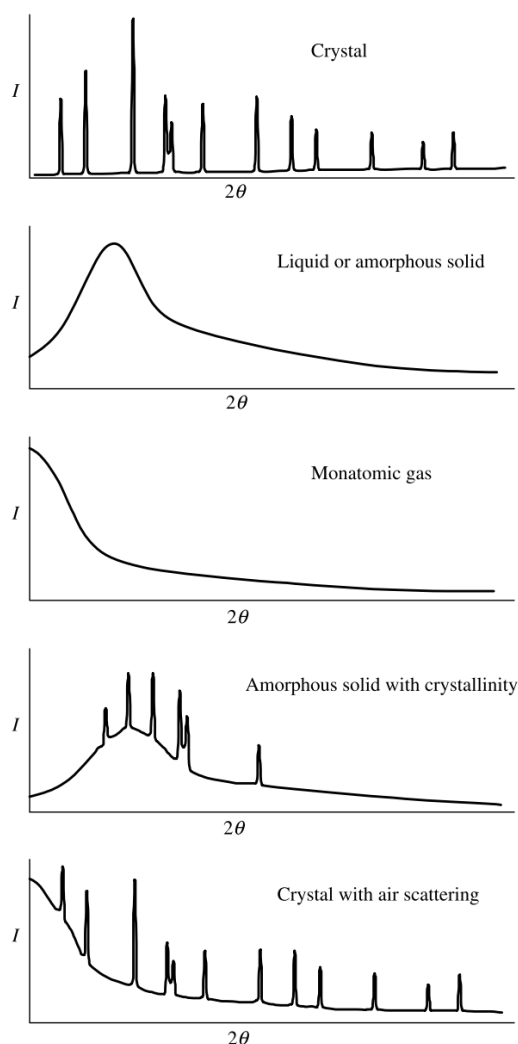 Crystal
I
2θ
Liquid or amorphous solid
I
2θ
Monatomic gas
I
2θ
Amorphous solid with crystallinity
I
2θ
Crystal with air scattering
I
2θ